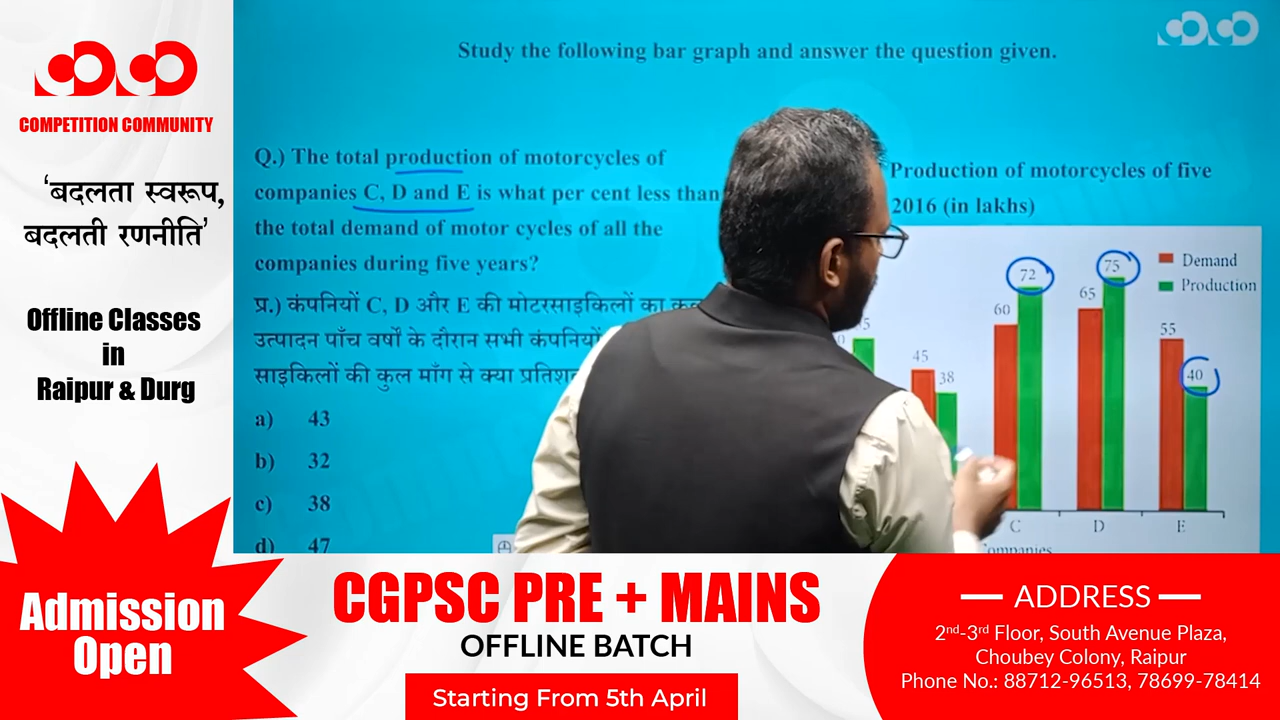 COMPETITION COMMUNITY
'बदलता स्वरूप,
बदलती रणनीति'
Offline Classes
in
Raipur & Durg
Admission
Open
Study the following bar graph and answer the question given.
Q.) The total production of motorcycles of
companies C, D and E is what per cent less than
the total demand of motor cycles of all the
companies during five years?
प्र.) कंपनियों C, D और E की मोटरसाइकिलों का
उत्पादन पाँच वर्षों के दौरान सभी कंपनियों
साइकिलों की कुल माँग से क्या
a) 43
b) 32
c) 38
d) 47
Production of motorcycles of five
2016 (in lakhs)
Demand
Production
45
38
60
72
65
75
55
40
C D E
Companies
CGPSC PRE + MAINS
OFFLINE BATCH
Starting From 5th April
ADDRESS
2nd-3rd Floor, South Avenue Plaza,
Choubey Colony, Raipur
Phone No.: 88712-96513, 78699-78414